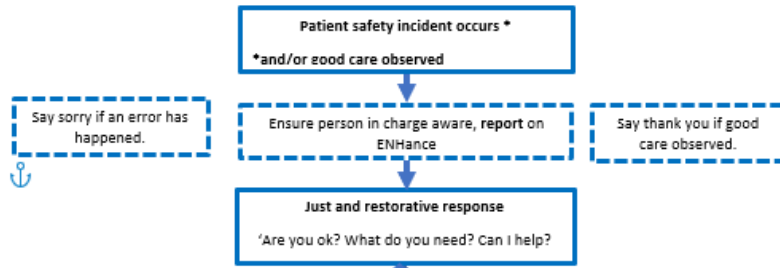 Patient safety incident occurs *
*and/or good care observed
Say sorry if an error has
happened.
Ensure person in charge aware, report on
ENHance
Say thank you if good
care observed.
Just and restorative response
‘Are you ok? What do you need? Can I help?